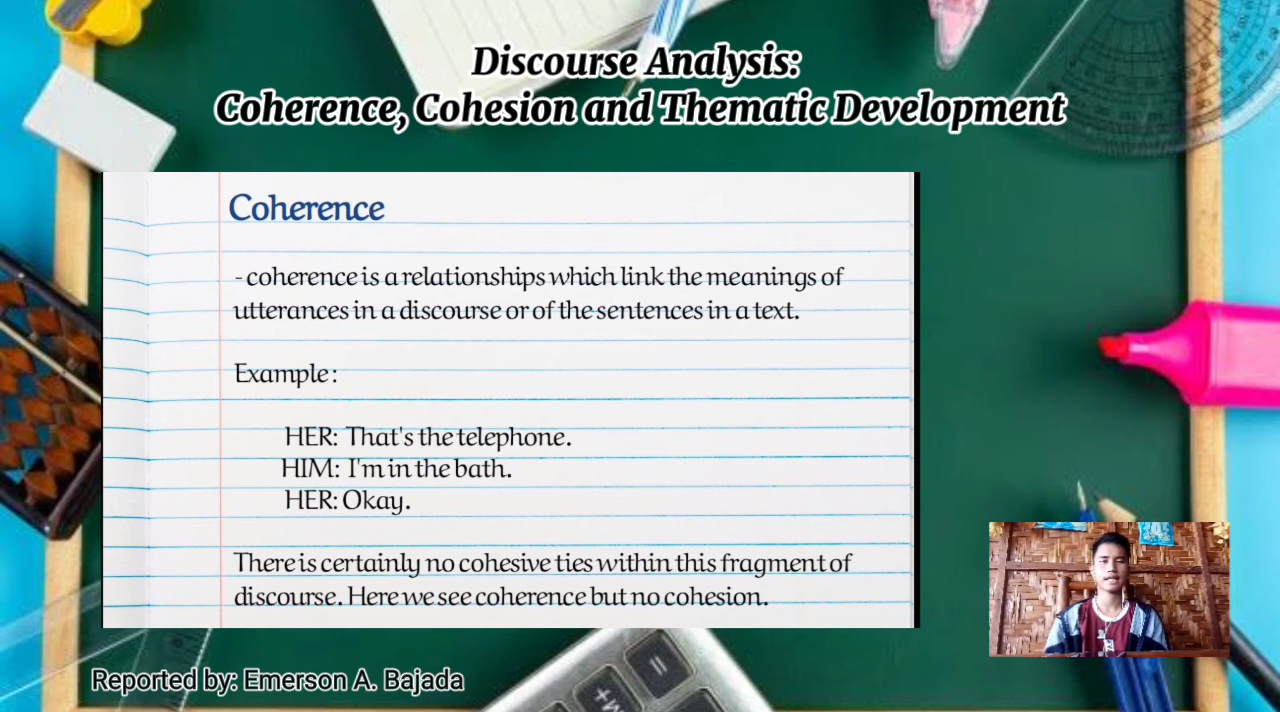 Discourse Analysis:
Coherence, Cohesion and Thematic Development
Coherence
- coherence is a relationships which link the meanings of
utterances in a discourse or of the sentences in a text.
Example:
HER: That's the telephone.
HIM: I'm in the bath.
HER: Okay.
There is certainly no cohesive ties within this fragment of
discourse. Here we see coherence but no cohesion.
Reported by: Emerson A. Bajada